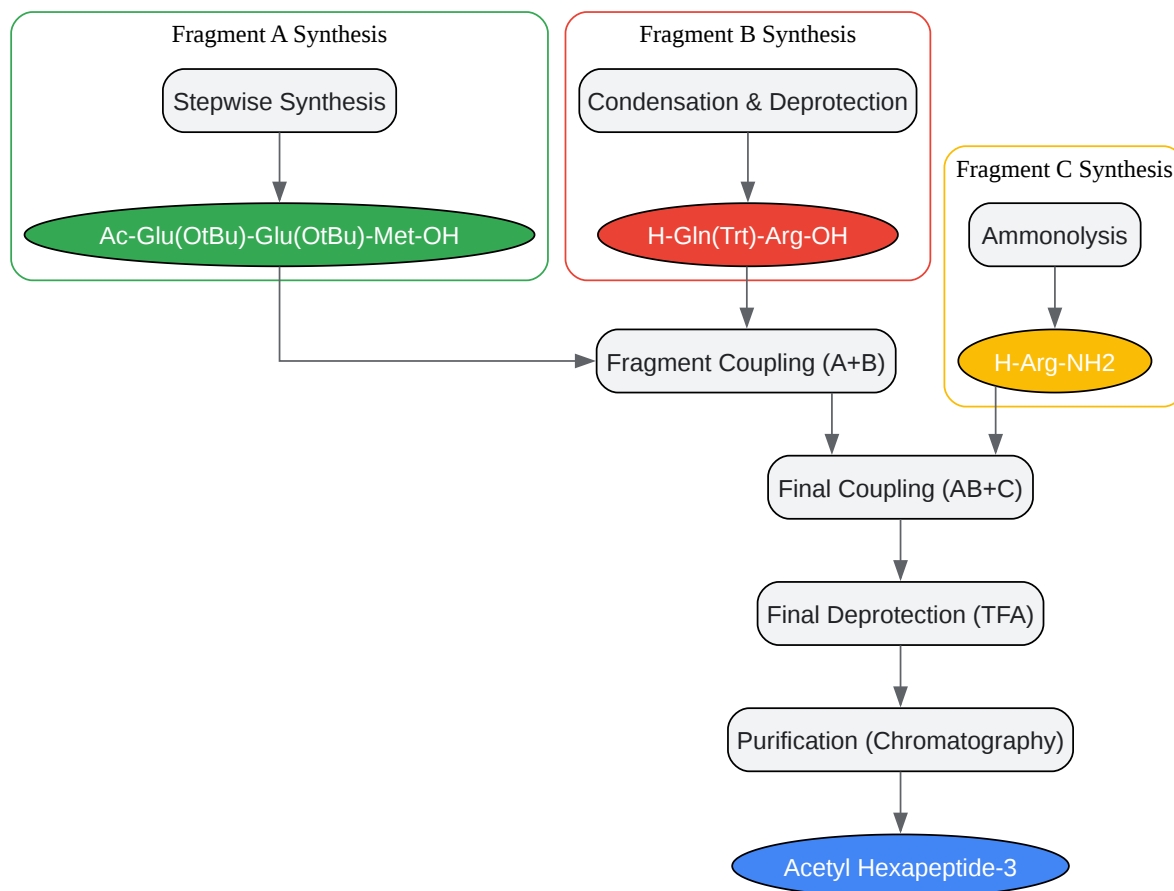 Fragment A Synthesis
Stepwise Synthesis
Ac-Glu(OtBu)-Glu(OtBu)-Met-OH
Fragment B Synthesis
Condensation & Deprotection
H-Gln(Trt)-Arg-OH
Fragment C Synthesis
Ammonolysis
H-Arg-NH2
Fragment Coupling (A+B)
Final Coupling (AB+C)
Final Deprotection (TFA)
Purification (Chromatography)
Acetyl Hexapeptide-3